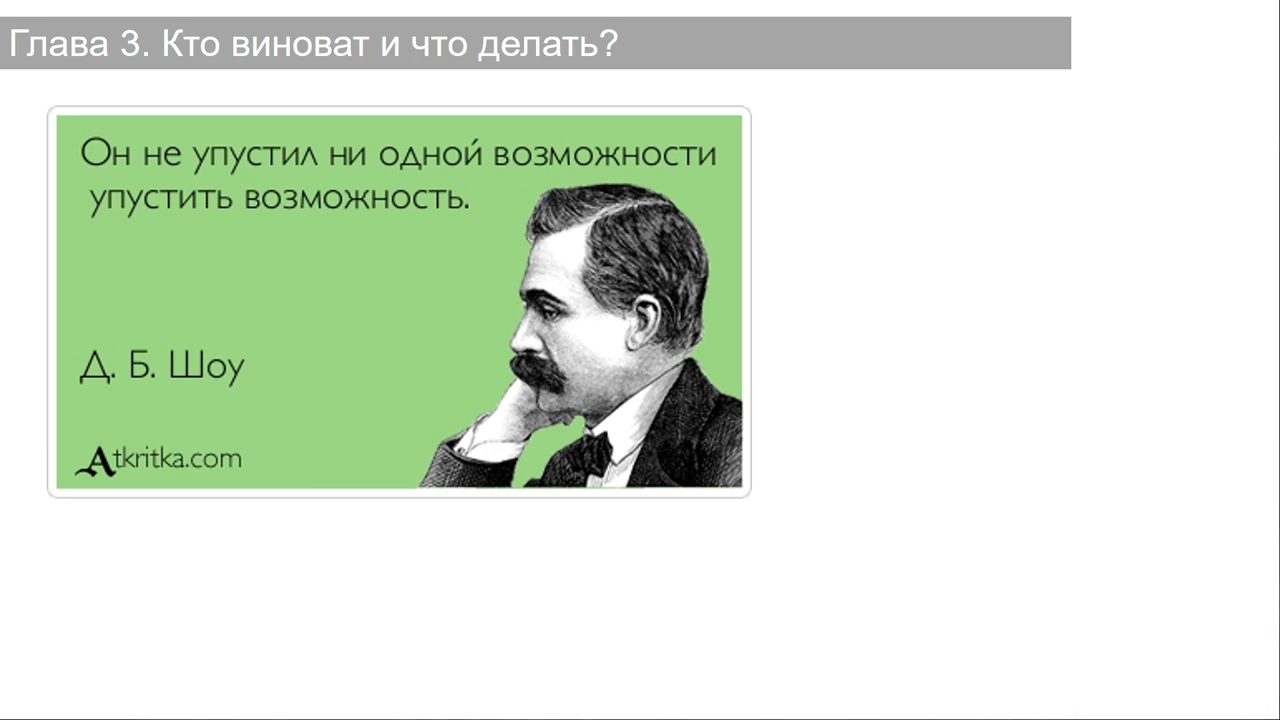 Глава 3. Кто виноват и что делать?
Он не упустил ни одной возможности
упустить возможность.
Д. Б. Шоу
Atkritka.com